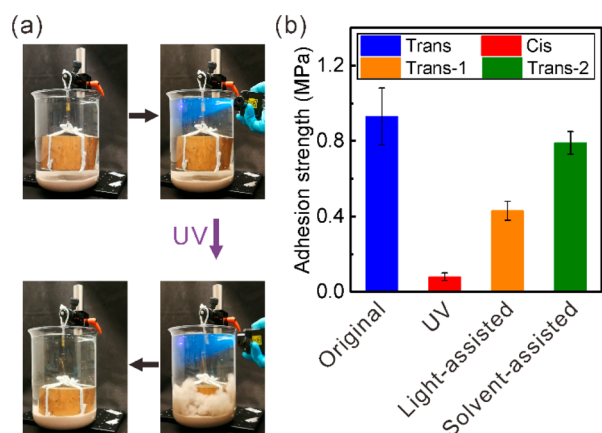 (a)
UV
(b)
Trans
Cis
Trans-1
Trans-2
Adhesion strength (MPa)
1.2
0.8
0.4
0.0
Original
UV
Light-assisted
Solvent-assisted